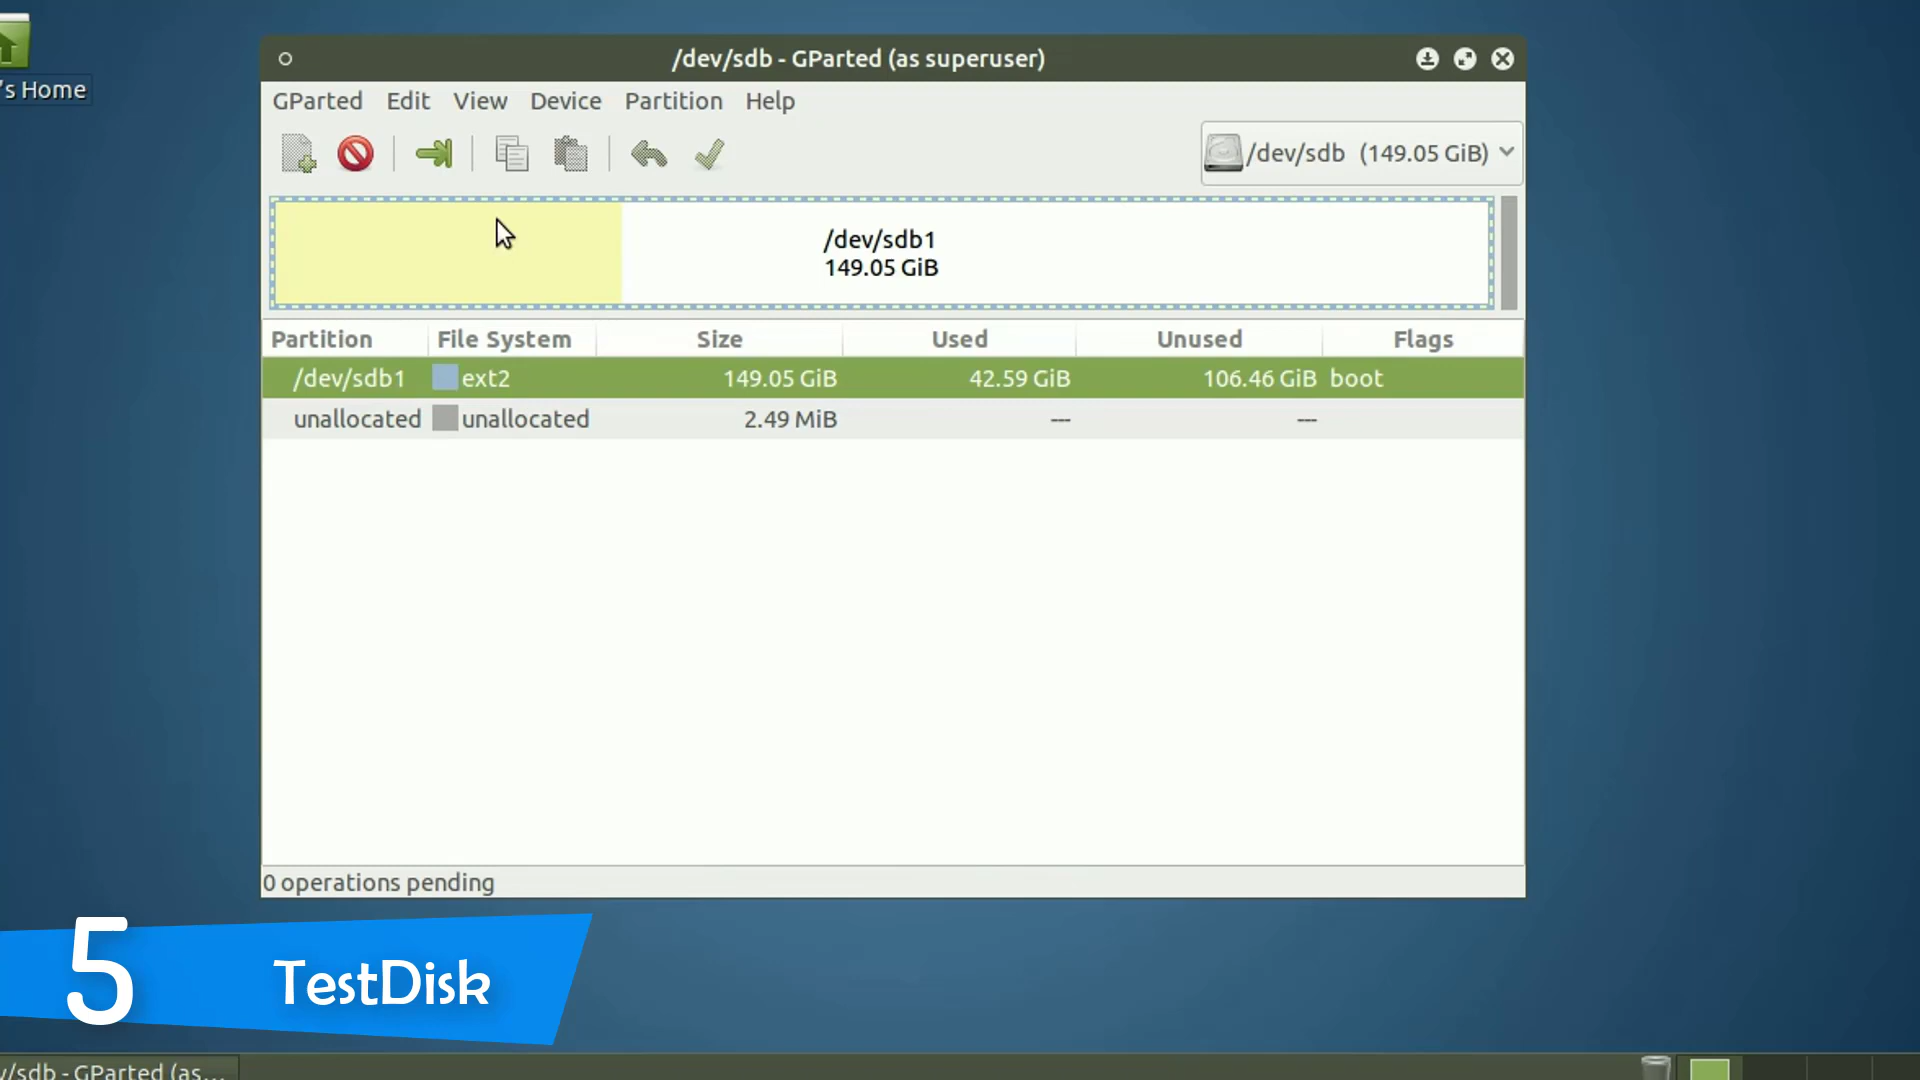 's Home
/dev/sdb - GParted (as superuser)
GParted Edit View Device Partition Help
/dev/sdb (149.05 GiB)
/dev/sdb1
149.05 GiB
Partition File System Size Used Unused Flags
/dev/sdb1 ext2 149.05 GiB 42.59 GiB 106.46 GiB boot
unallocated unallocated 2.49 MiB --- ---
0 operations pending
5 TestDisk
v/sdb - GParted (as...